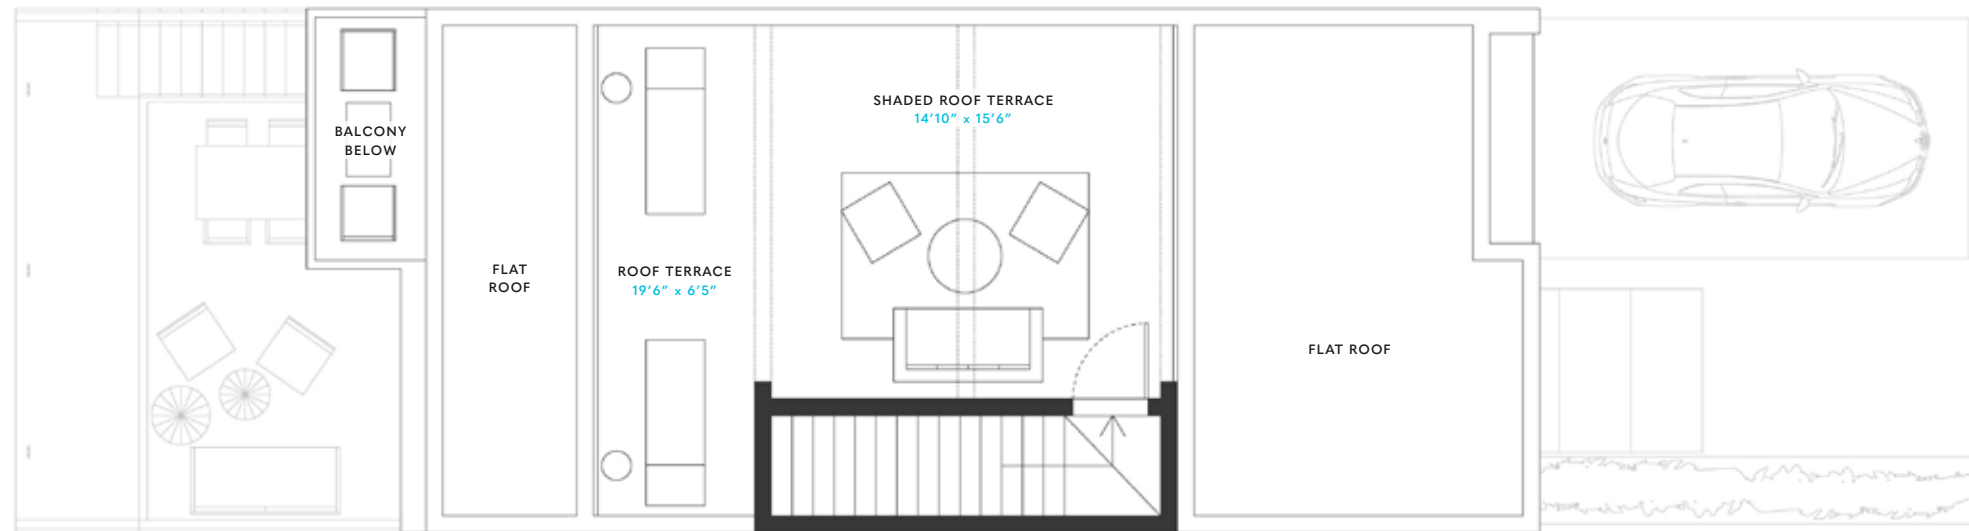 BALCONY
BELOW
FLAT
ROOF
ROOF TERRACE
19’6” x 6’5”
SHADED ROOF TERRACE
14’10” x 15’6”
FLAT ROOF